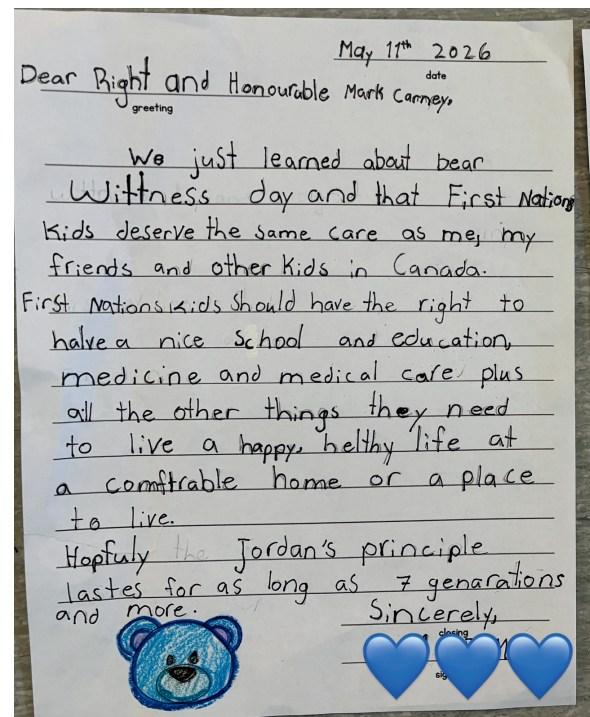 May 11th 2026
date
Dear Right and Honourable Mark Carney,
greeting
We just learned about bear
Wittness day and that First Nations
kids deserve the same care as me, my
friends and other kids in Canada.
First Nations kids should have the right to
halve a nice school and education,
medicine and medical care, plus
all the other things they need
to live a happy, helthy life at
a comftrable home or a place
to live.
Hopfuly the Jordan's principle
lastes for as long as 7 genarations
and more.
Sincerely,
closing